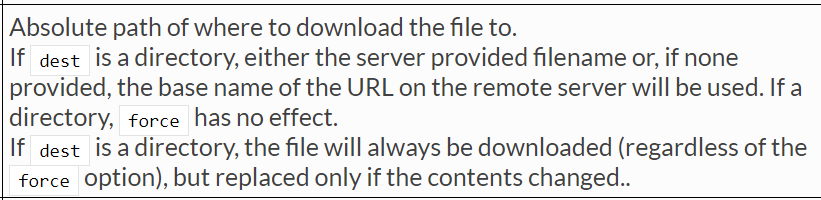 Absolute path of where to download the file to.
If dest is a directory, either the server provided filename or, if none
provided, the base name of the URL on the remote server will be used. If a
directory, force has no effect.
If dest is a directory, the file will always be downloaded (regardless of the
force option), but replaced only if the contents changed..